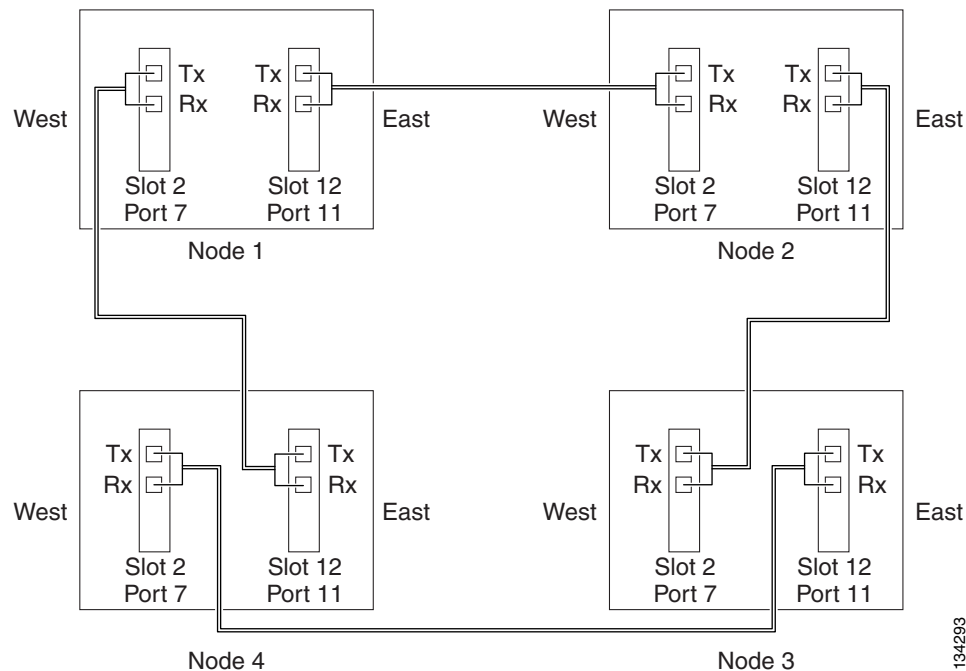 Tx Tx Tx Tx
Rx Rx Rx Rx
West East West East
Slot 2 Slot 12 Slot 2 Slot 12
Port 7 Port 11 Port 7 Port 11
Node 1 Node 2
Tx Tx Tx Tx
Rx Rx Rx Rx
West East West East
Slot 2 Slot 12 Slot 2 Slot 12
Port 7 Port 11 Port 7 Port 11
Node 4 Node 3
134293